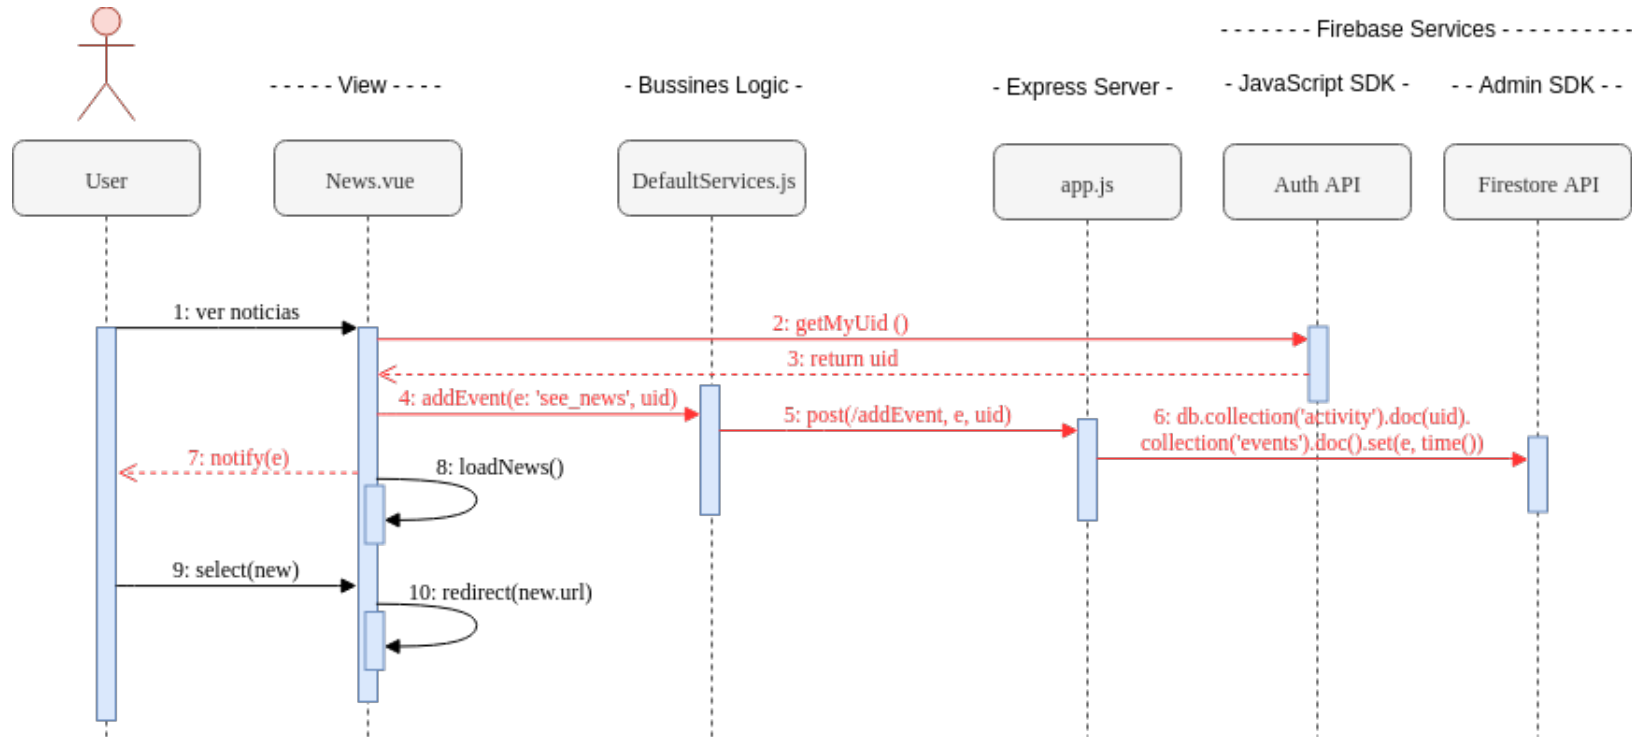 - - - - - - - Firebase Services - - - - - - - - - -
- - - - - View - - - -
- Bussines Logic -
- Express Server -
- JavaScript SDK -
- - Admin SDK - -
User
News.vue
DefaultServices.js
app.js
Auth API
Firestore API
1: ver noticias
2: getMyUid ()
3: return uid
4: addEvent(e: 'see_news', uid)
5: post(/addEvent, e, uid)
6: db.collection('activity').doc(uid).
collection('events').doc().set(e, time())
7: notify(e)
8: loadNews()
9: select(new)
10: redirect(new.url)